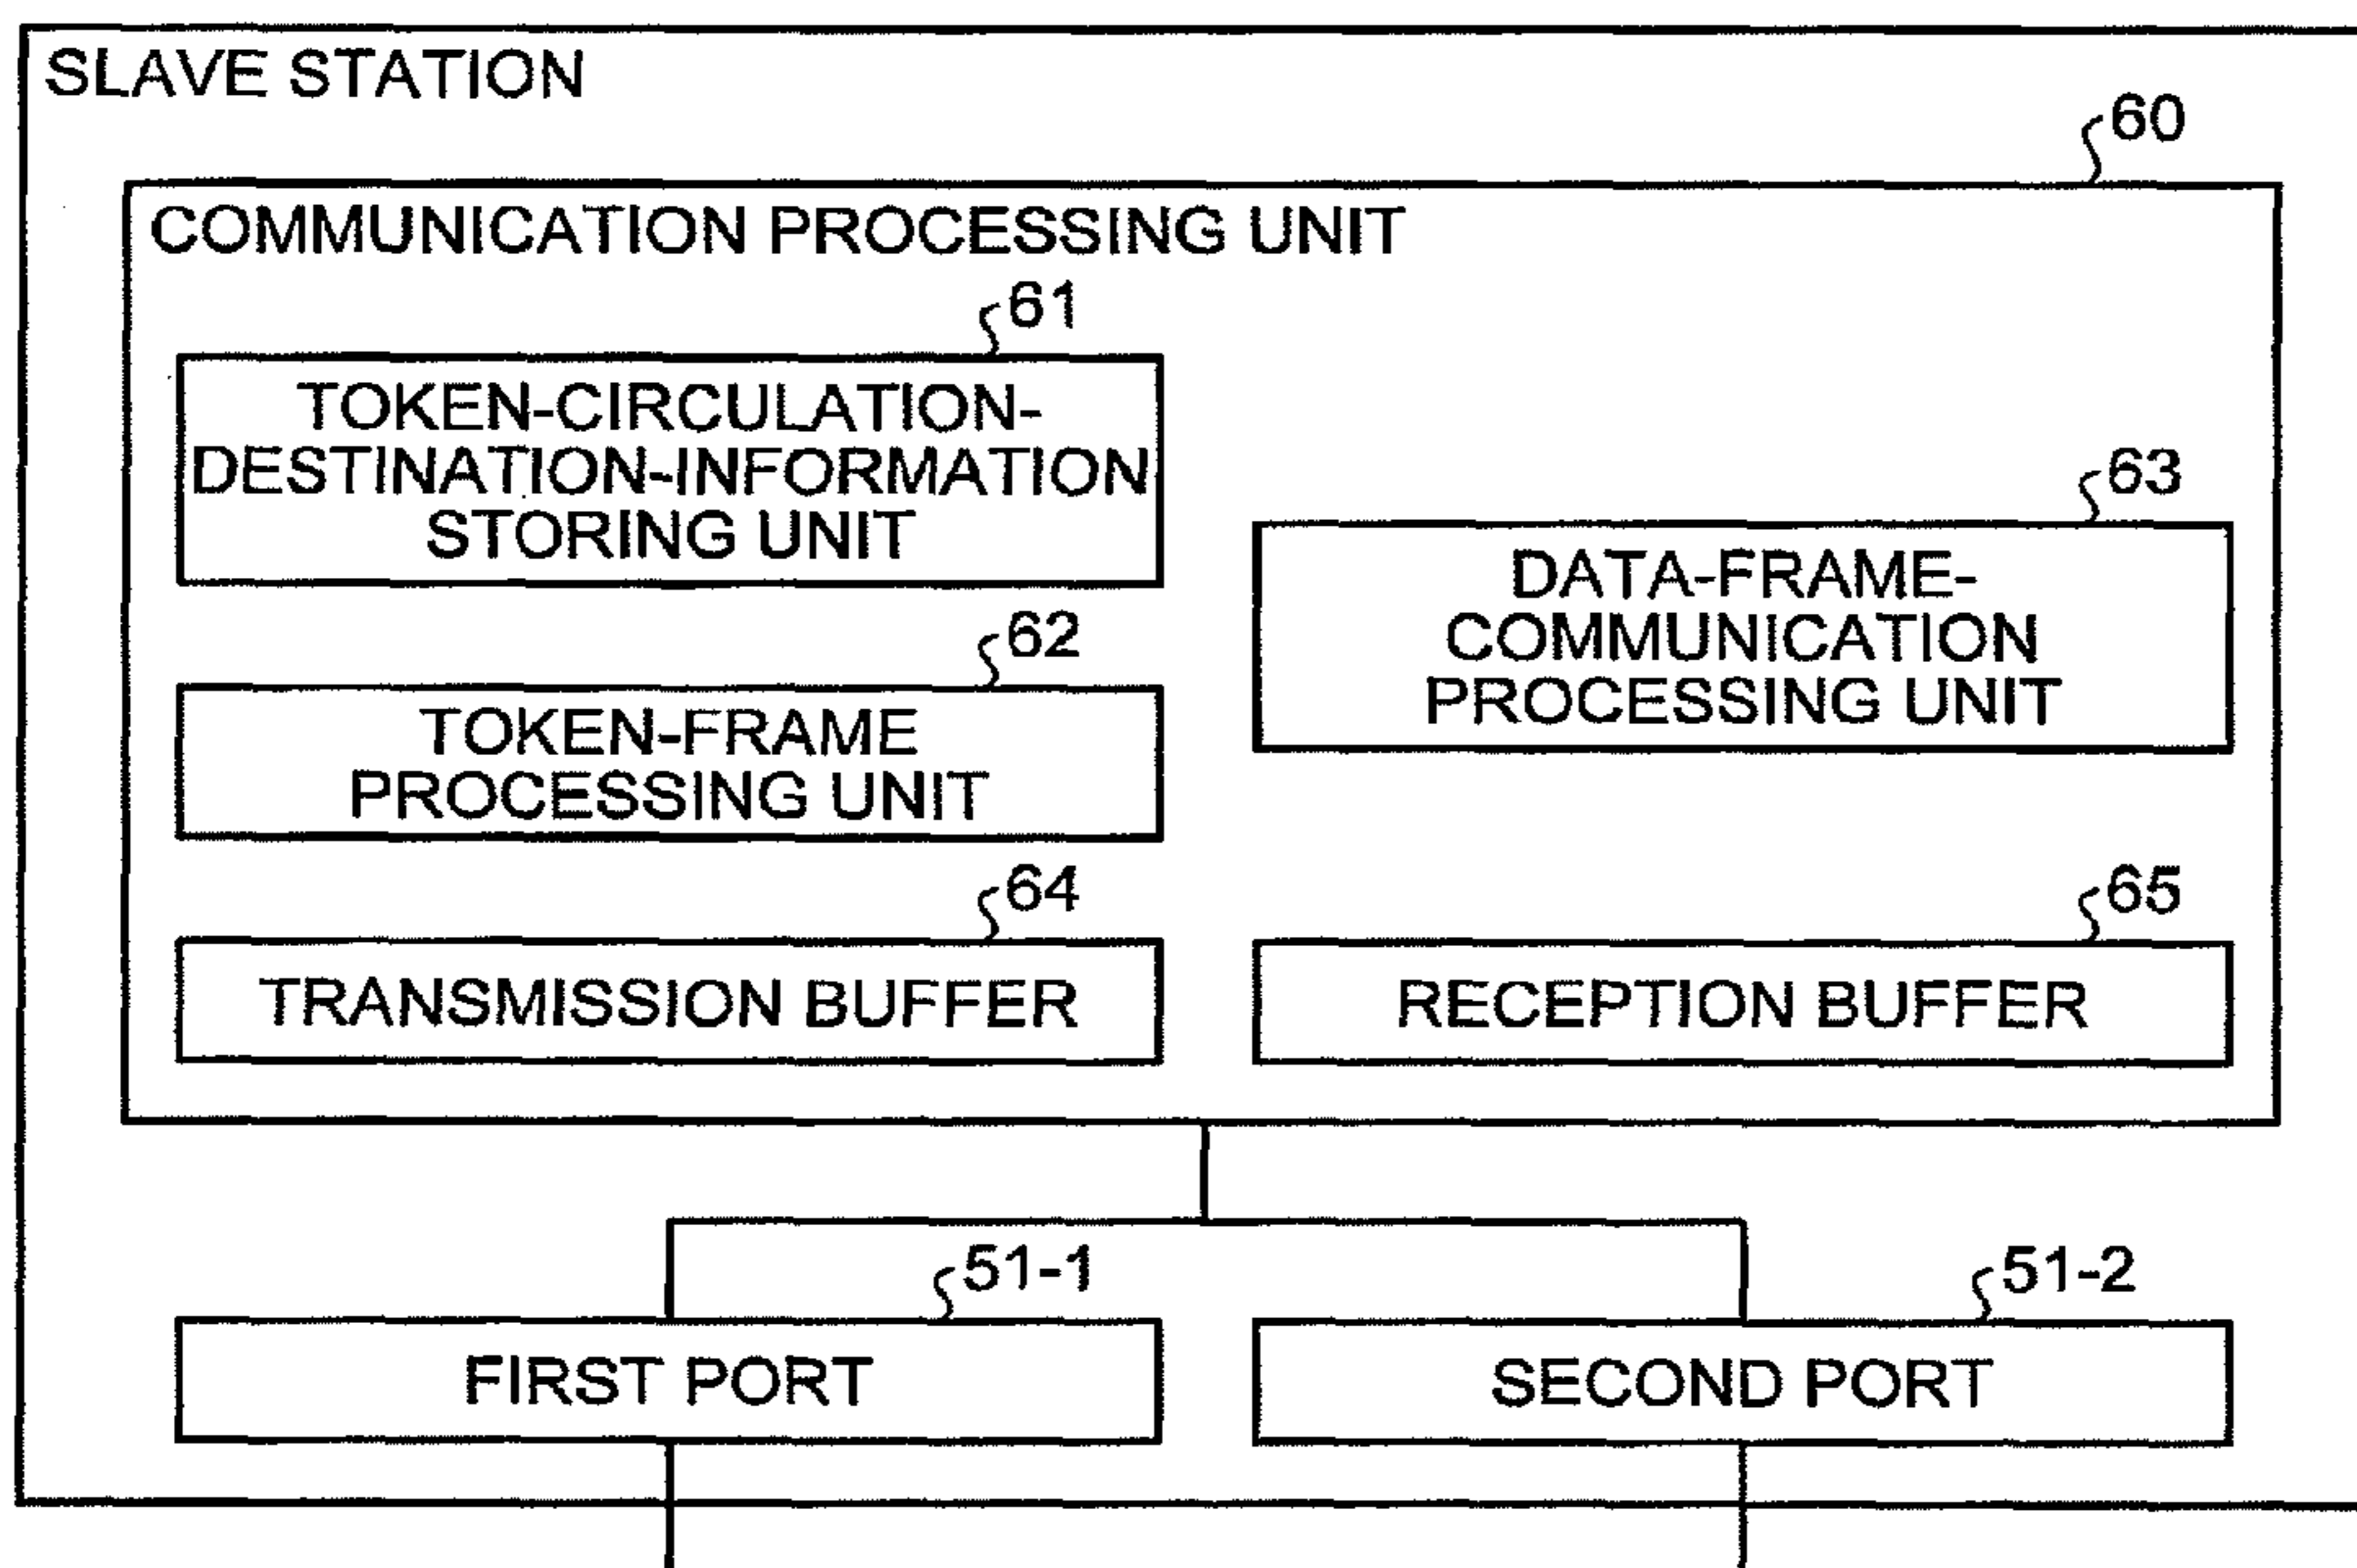 SLAVE STATION
60
COMMUNICATION PROCESSING UNIT
61
TOKEN-CIRCULATION-
DESTINATION-INFORMATION
STORING UNIT
63
DATA-FRAME-
COMMUNICATION
PROCESSING UNIT
62
TOKEN-FRAME
PROCESSING UNIT
64
TRANSMISSION BUFFER
65
RECEPTION BUFFER
51-1
FIRST PORT
51-2
SECOND PORT